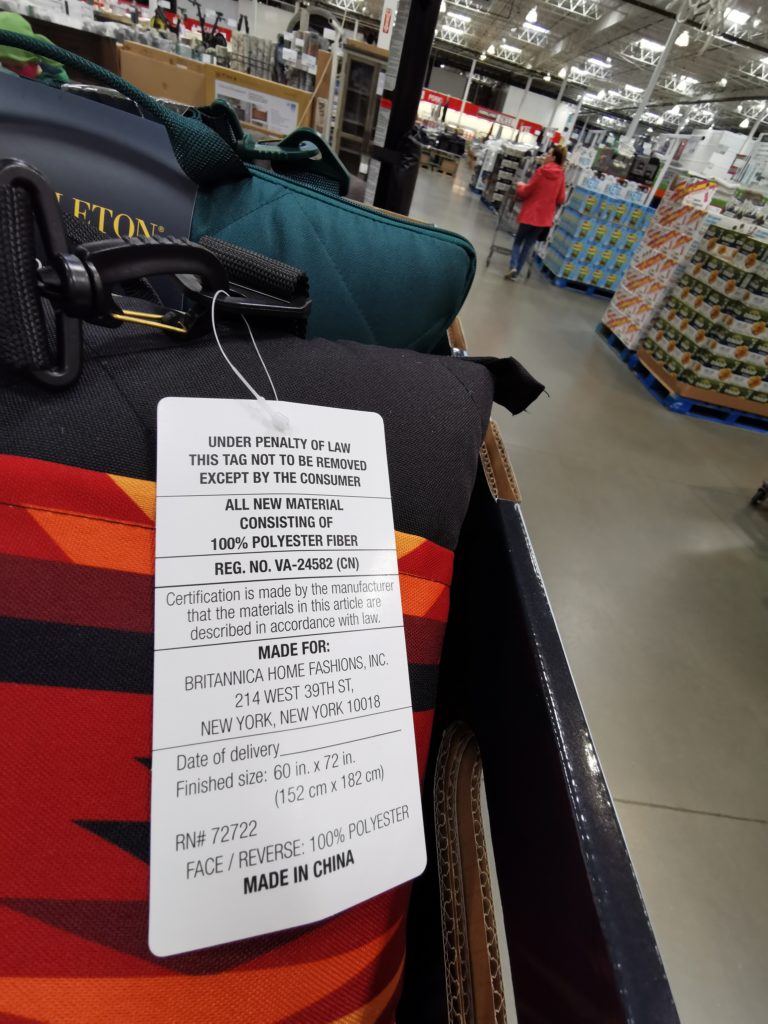 LETON®
UNDER PENALTY OF LAW
THIS TAG NOT TO BE REMOVED
EXCEPT BY THE CONSUMER
ALL NEW MATERIAL
CONSISTING OF
100% POLYESTER FIBER
REG. NO. VA-24582 (CN)
Certification is made by the manufacturer
that the materials in this article are
described in accordance with law.
MADE FOR:
BRITANNICA HOME FASHIONS, INC.
214 WEST 39TH ST,
NEW YORK, NEW YORK 10018
Date of delivery
Finished size: 60 in. x 72 in.
(152 cm x 182 cm)
RN# 72722
FACE / REVERSE: 100% POLYESTER
MADE IN CHINA